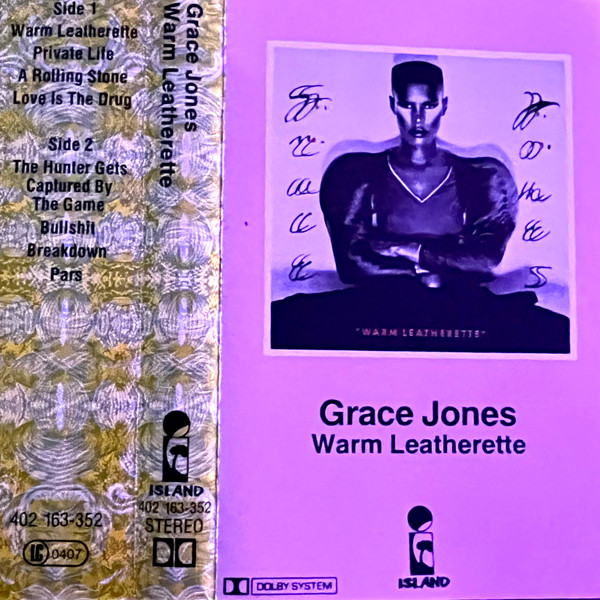 Side 1
Warm Leatherette
Private Life
A Rolling Stone
Love Is The Drug
Side 2
The Hunter Gets
Captured By
The Game
Bullshit
Breakdown
Pars
402 163-352
LC 0407
Grace Jones
Warm Leatherette
ISLAND
402 163-352
STEREO
"WARM LEATHERETTE"
Grace Jones
Warm Leatherette
ISLAND
DOLBY SYSTEM